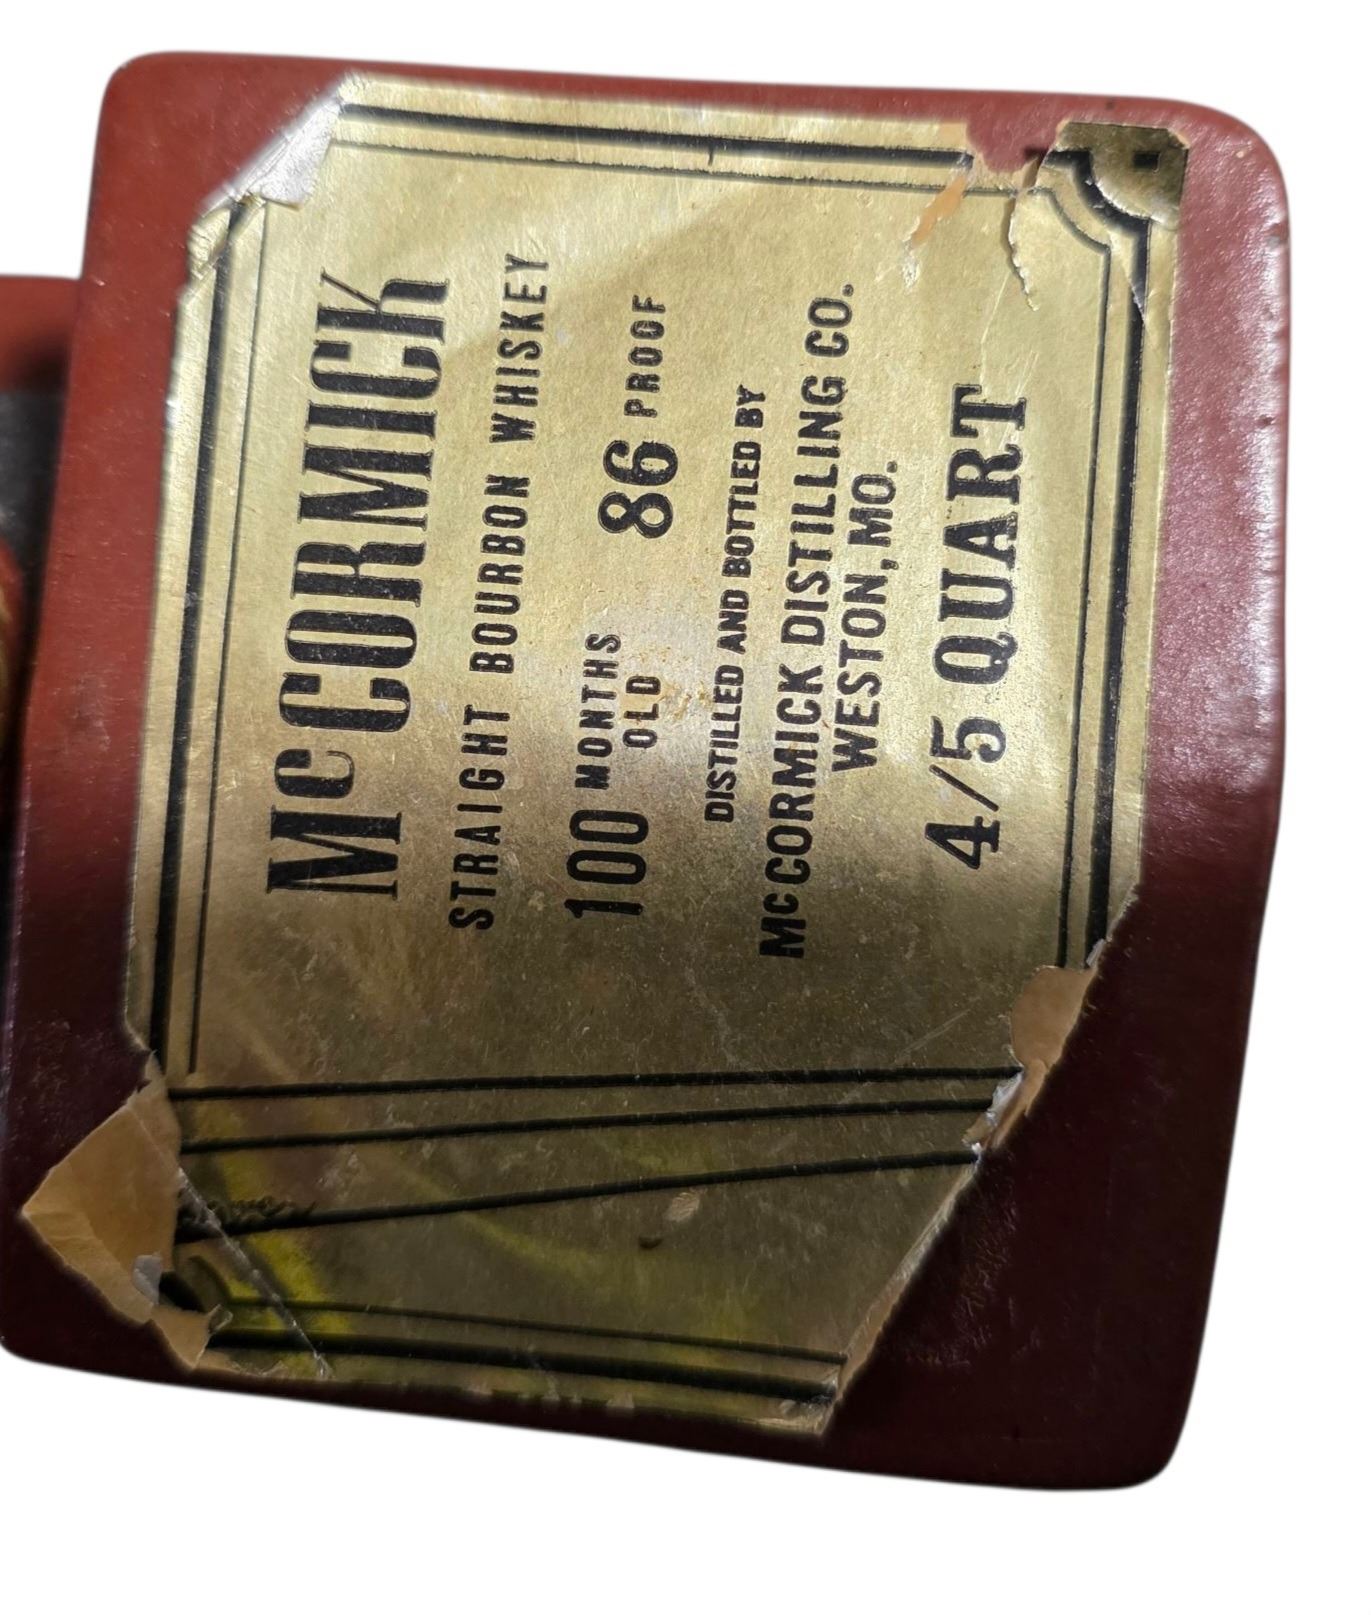 McCORMICK
STRAIGHT BOURBON WHISKEY
100 MONTHS OLD 86 PROOF
DISTILLED AND BOTTLED BY
McCORMICK DISTILLING CO.
WESTON, MO.
4/5 QUART